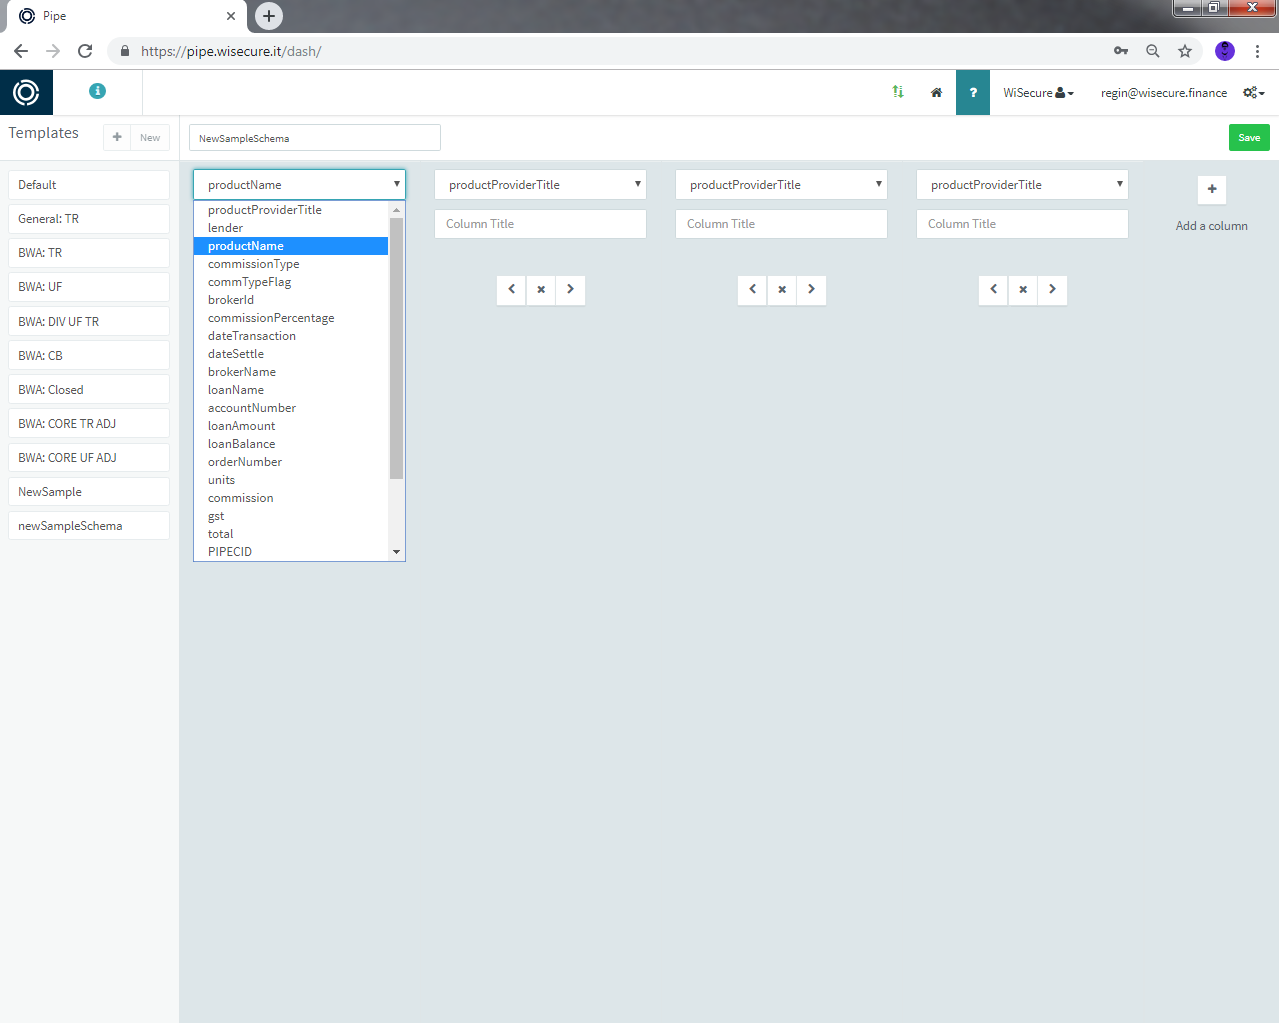 Pipe
https://pipe.wisecure.it/dash/
WiSecure
regin@wisecure.finance
Templates
New
NewSampleSchema
Save
Default
General: TR
BWA: TR
BWA: UF
BWA: DIV UF TR
BWA: CB
BWA: Closed
BWA: CORE TR ADJ
BWA: CORE UF ADJ
NewSample
newSampleSchema
productName
productProviderTitle
lender
productName
commissionType
commTypeFlag
brokerId
commissionPercentage
dateTransaction
dateSettle
brokerName
loanName
accountNumber
loanAmount
loanBalance
orderNumber
units
commission
gst
total
PIPECID
productProviderTitle
Column Title
productProviderTitle
Column Title
productProviderTitle
Column Title
Add a column